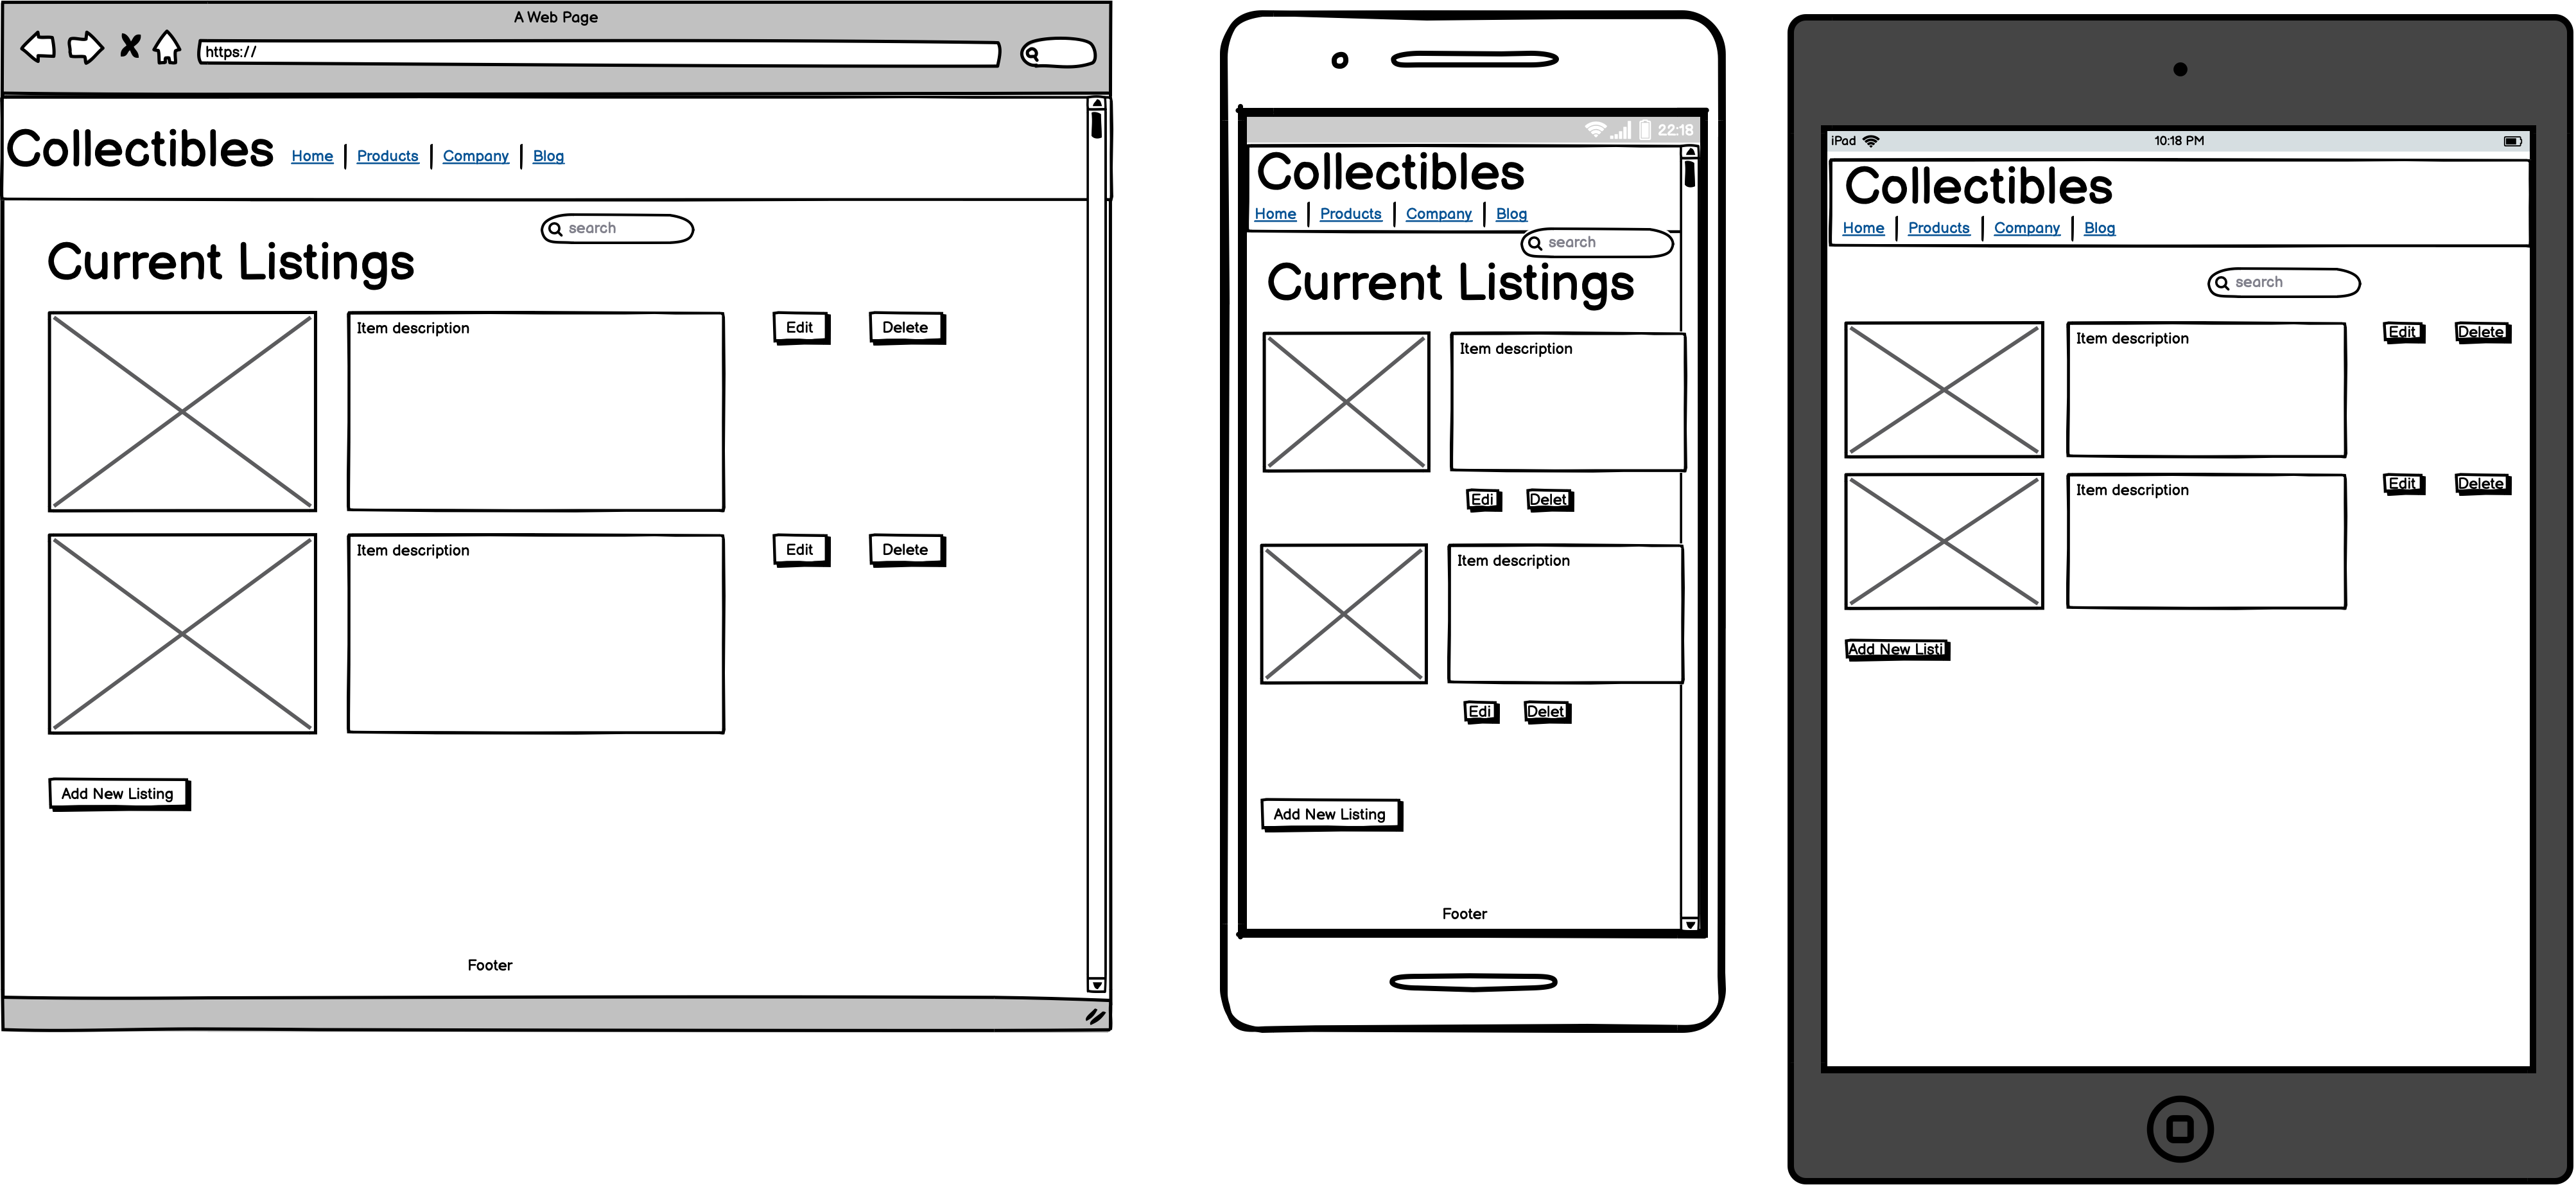 A Web Page
https://
Collectibles
Home Products Company Blog
search
Current Listings
Item description
Edit Delete
Item description
Edit Delete
Add New Listing
Footer
22:18
Collectibles
Home Products Company Blog
search
Current Listings
Item description
Edi Delet
Item description
Edi Delet
Add New Listing
Footer
iPad 10:18 PM
Collectibles
Home Products Company Blog
search
Item description
Edit Delete
Item description
Edit Delete
Add New Listi